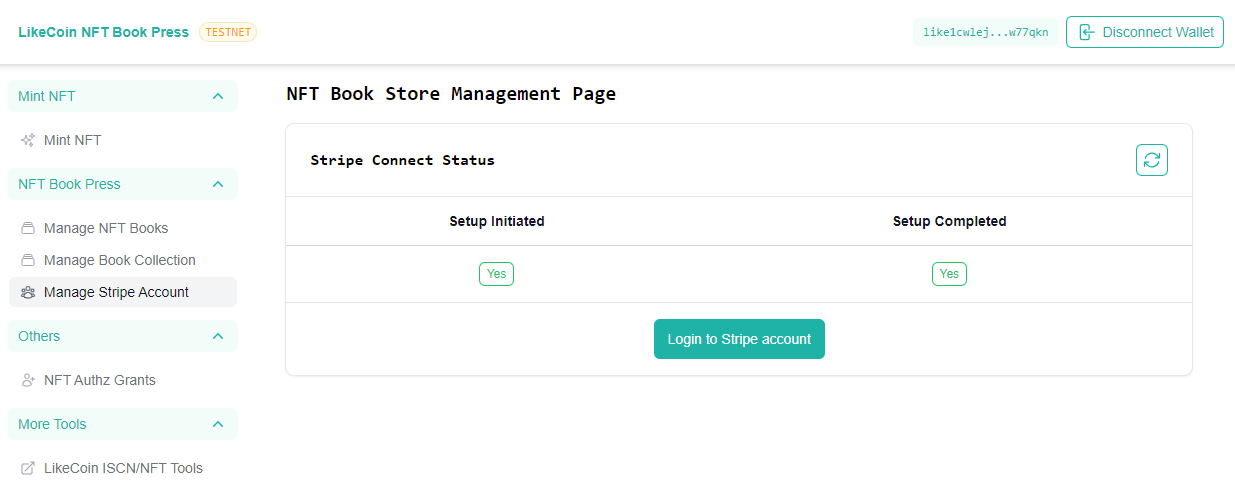 LikeCoin NFT Book Press TESTNET
like1cwlej...w77qkn
Disconnect Wallet
Mint NFT
Mint NFT
NFT Book Press
Manage NFT Books
Manage Book Collection
Manage Stripe Account
Others
NFT Authz Grants
More Tools
LikeCoin ISCN/NFT Tools
NFT Book Store Management Page
Stripe Connect Status
Setup Initiated Setup Completed
Yes Yes
Login to Stripe account